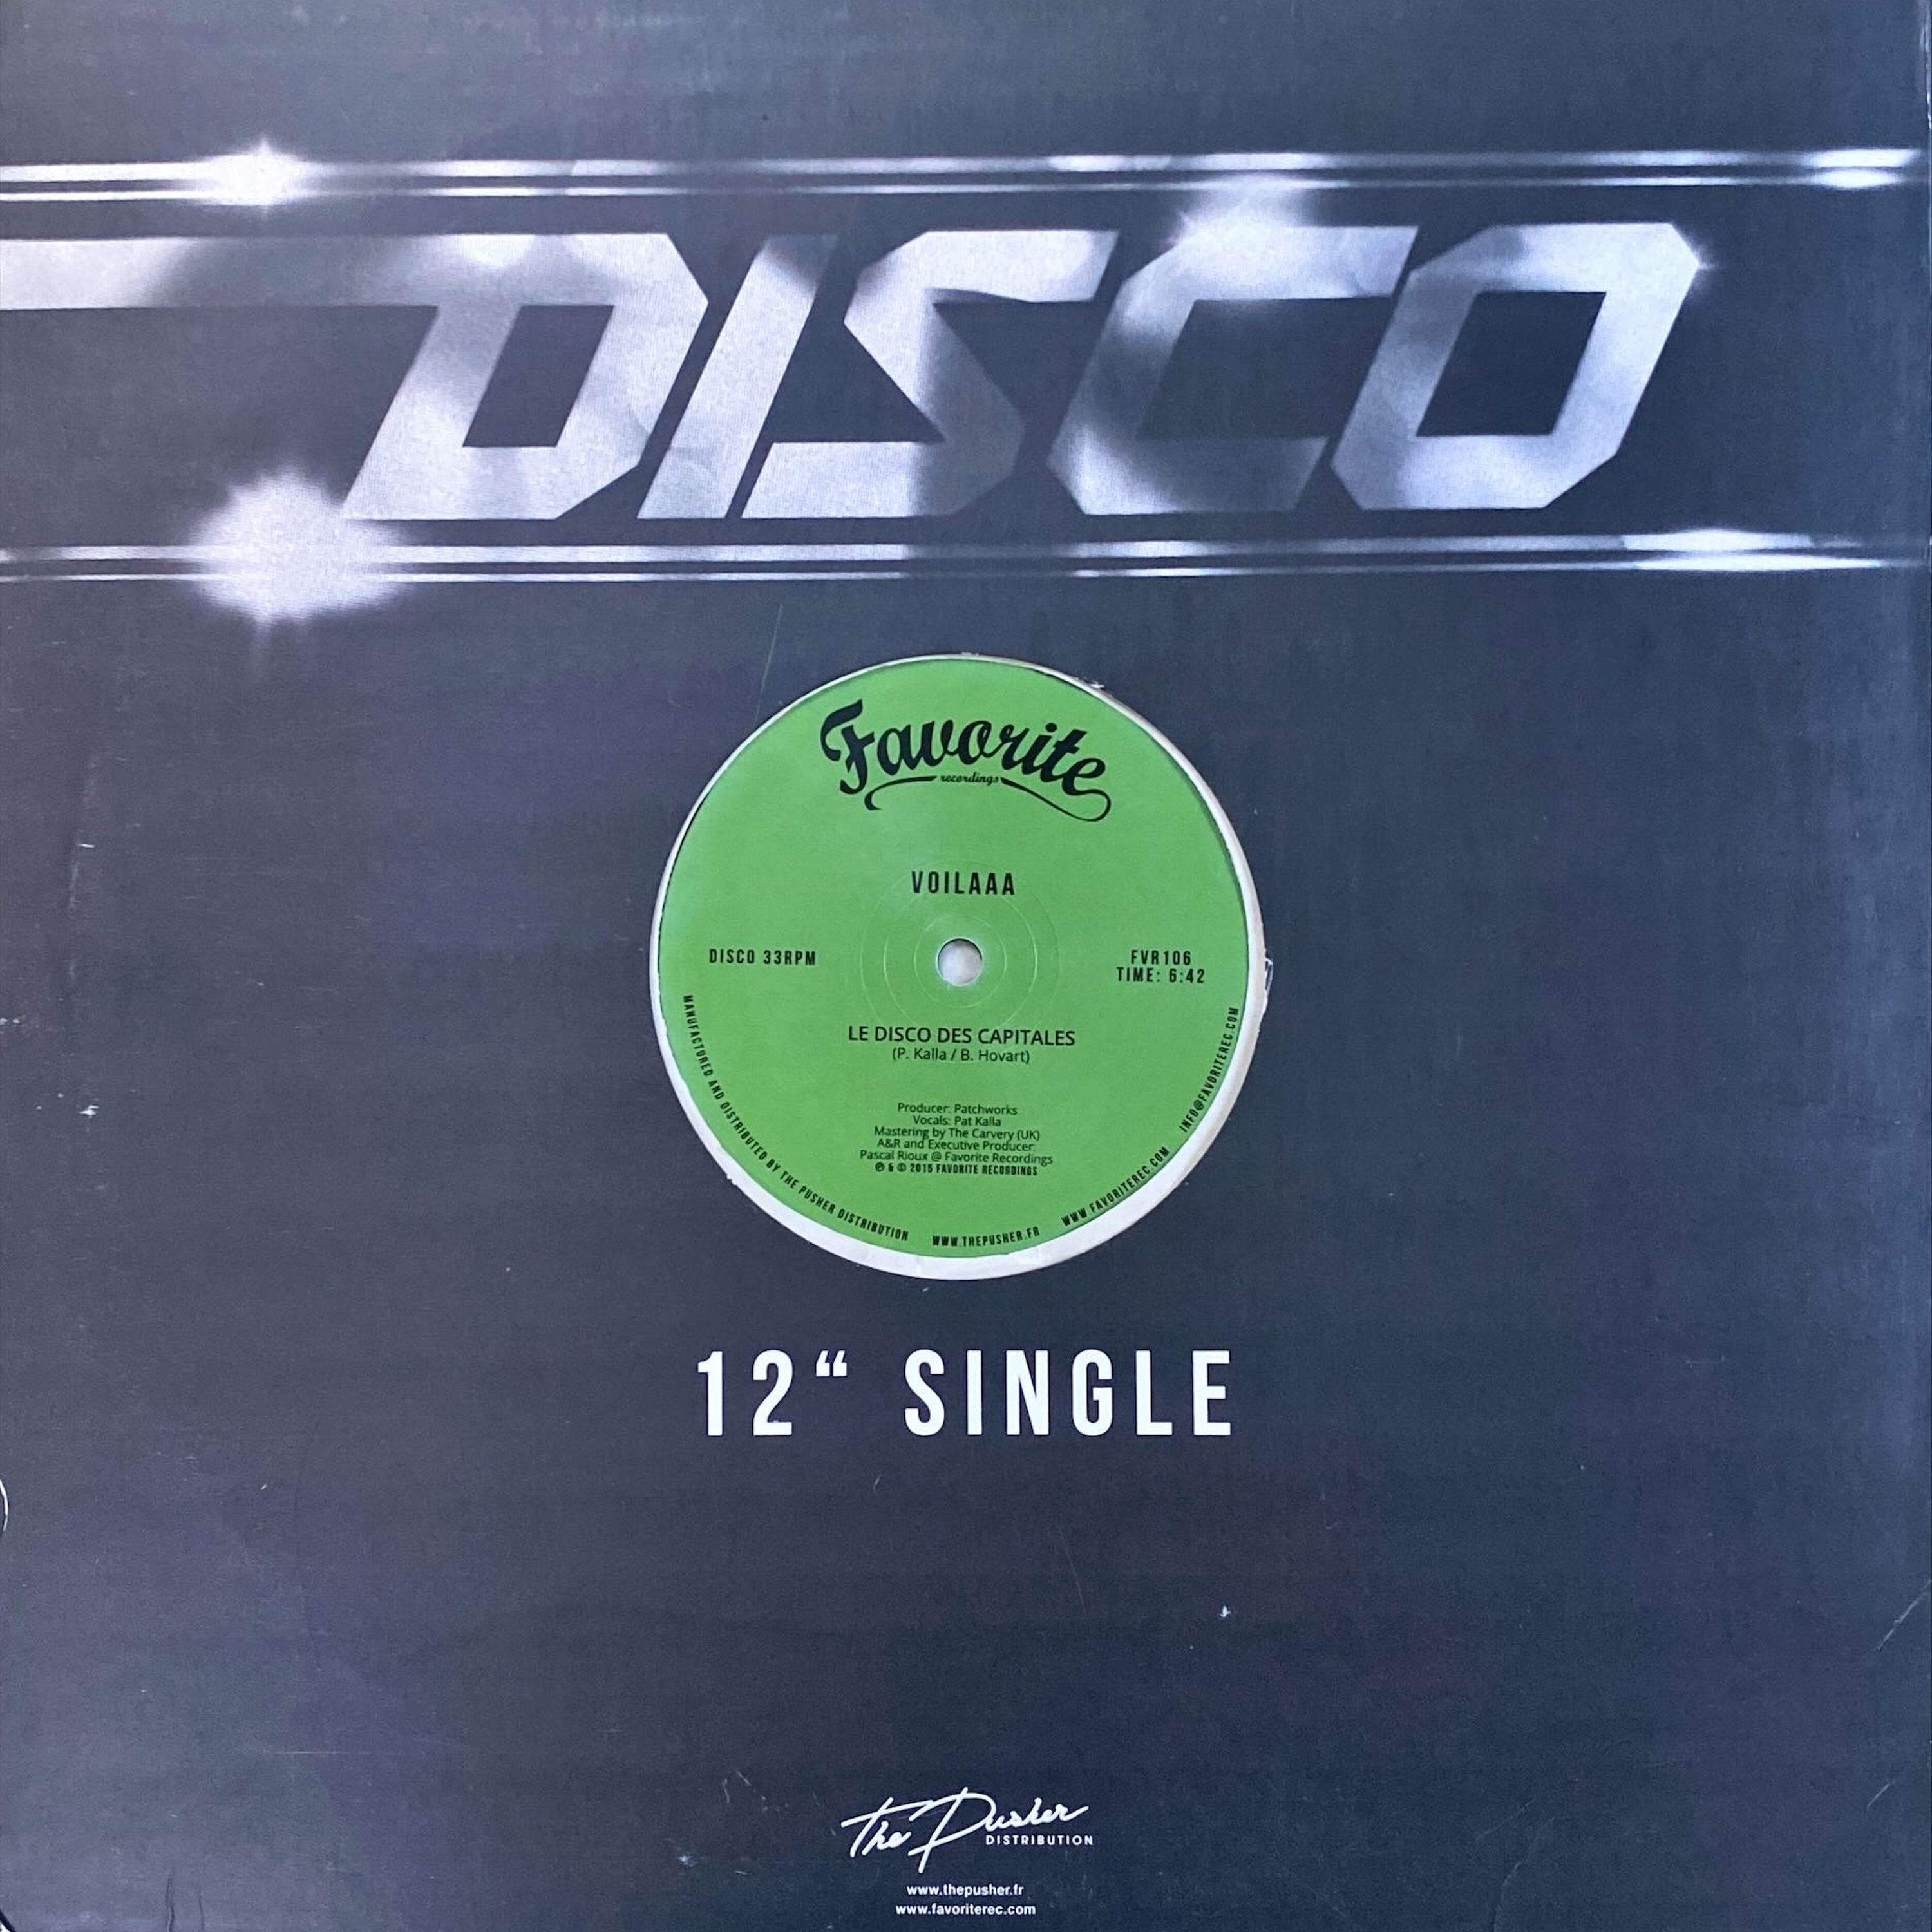 DISCO
Favorite
recordings
VOILAAA
DISCO 33RPM
FVR106
TIME: 6:42
LE DISCO DES CAPITALES
(P. Kalla / B. Hovart)
Producer: Patchworks
Vocals: Pat Kalla
Mastering by The Carvery (UK)
A&R and Executive Producer:
Pascal Rioux @ Favorite Recordings
℗ & © 2015 FAVORITE RECORDINGS
MANUFACTURED AND DISTRIBUTED BY THE PUSHER DISTRIBUTION WWW.THEPUSHER.FR WWW.FAVORITEREC.COM INFO@FAVORITEREC.COM
12“ SINGLE
The Pusher
DISTRIBUTION
www.thepusher.fr
www.favoriterec.com